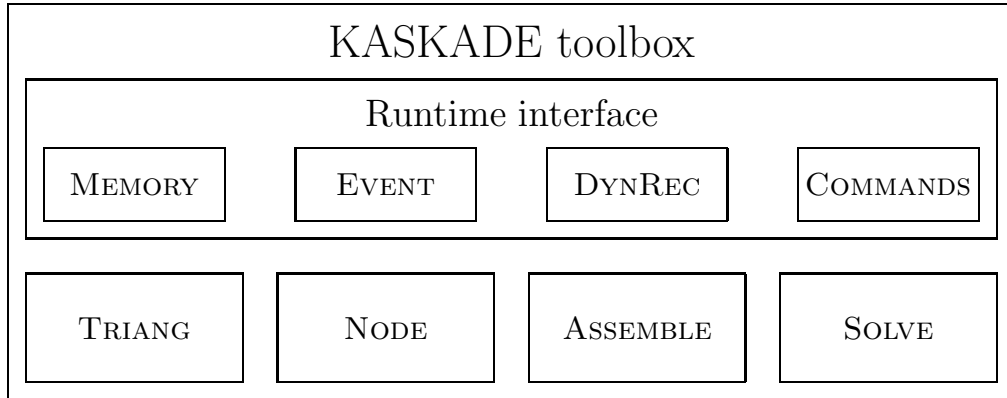 KASKADE toolbox
Runtime interface
MEMORY EVENT DYNREC COMMANDS
TRIANG NODE ASSEMBLE SOLVE